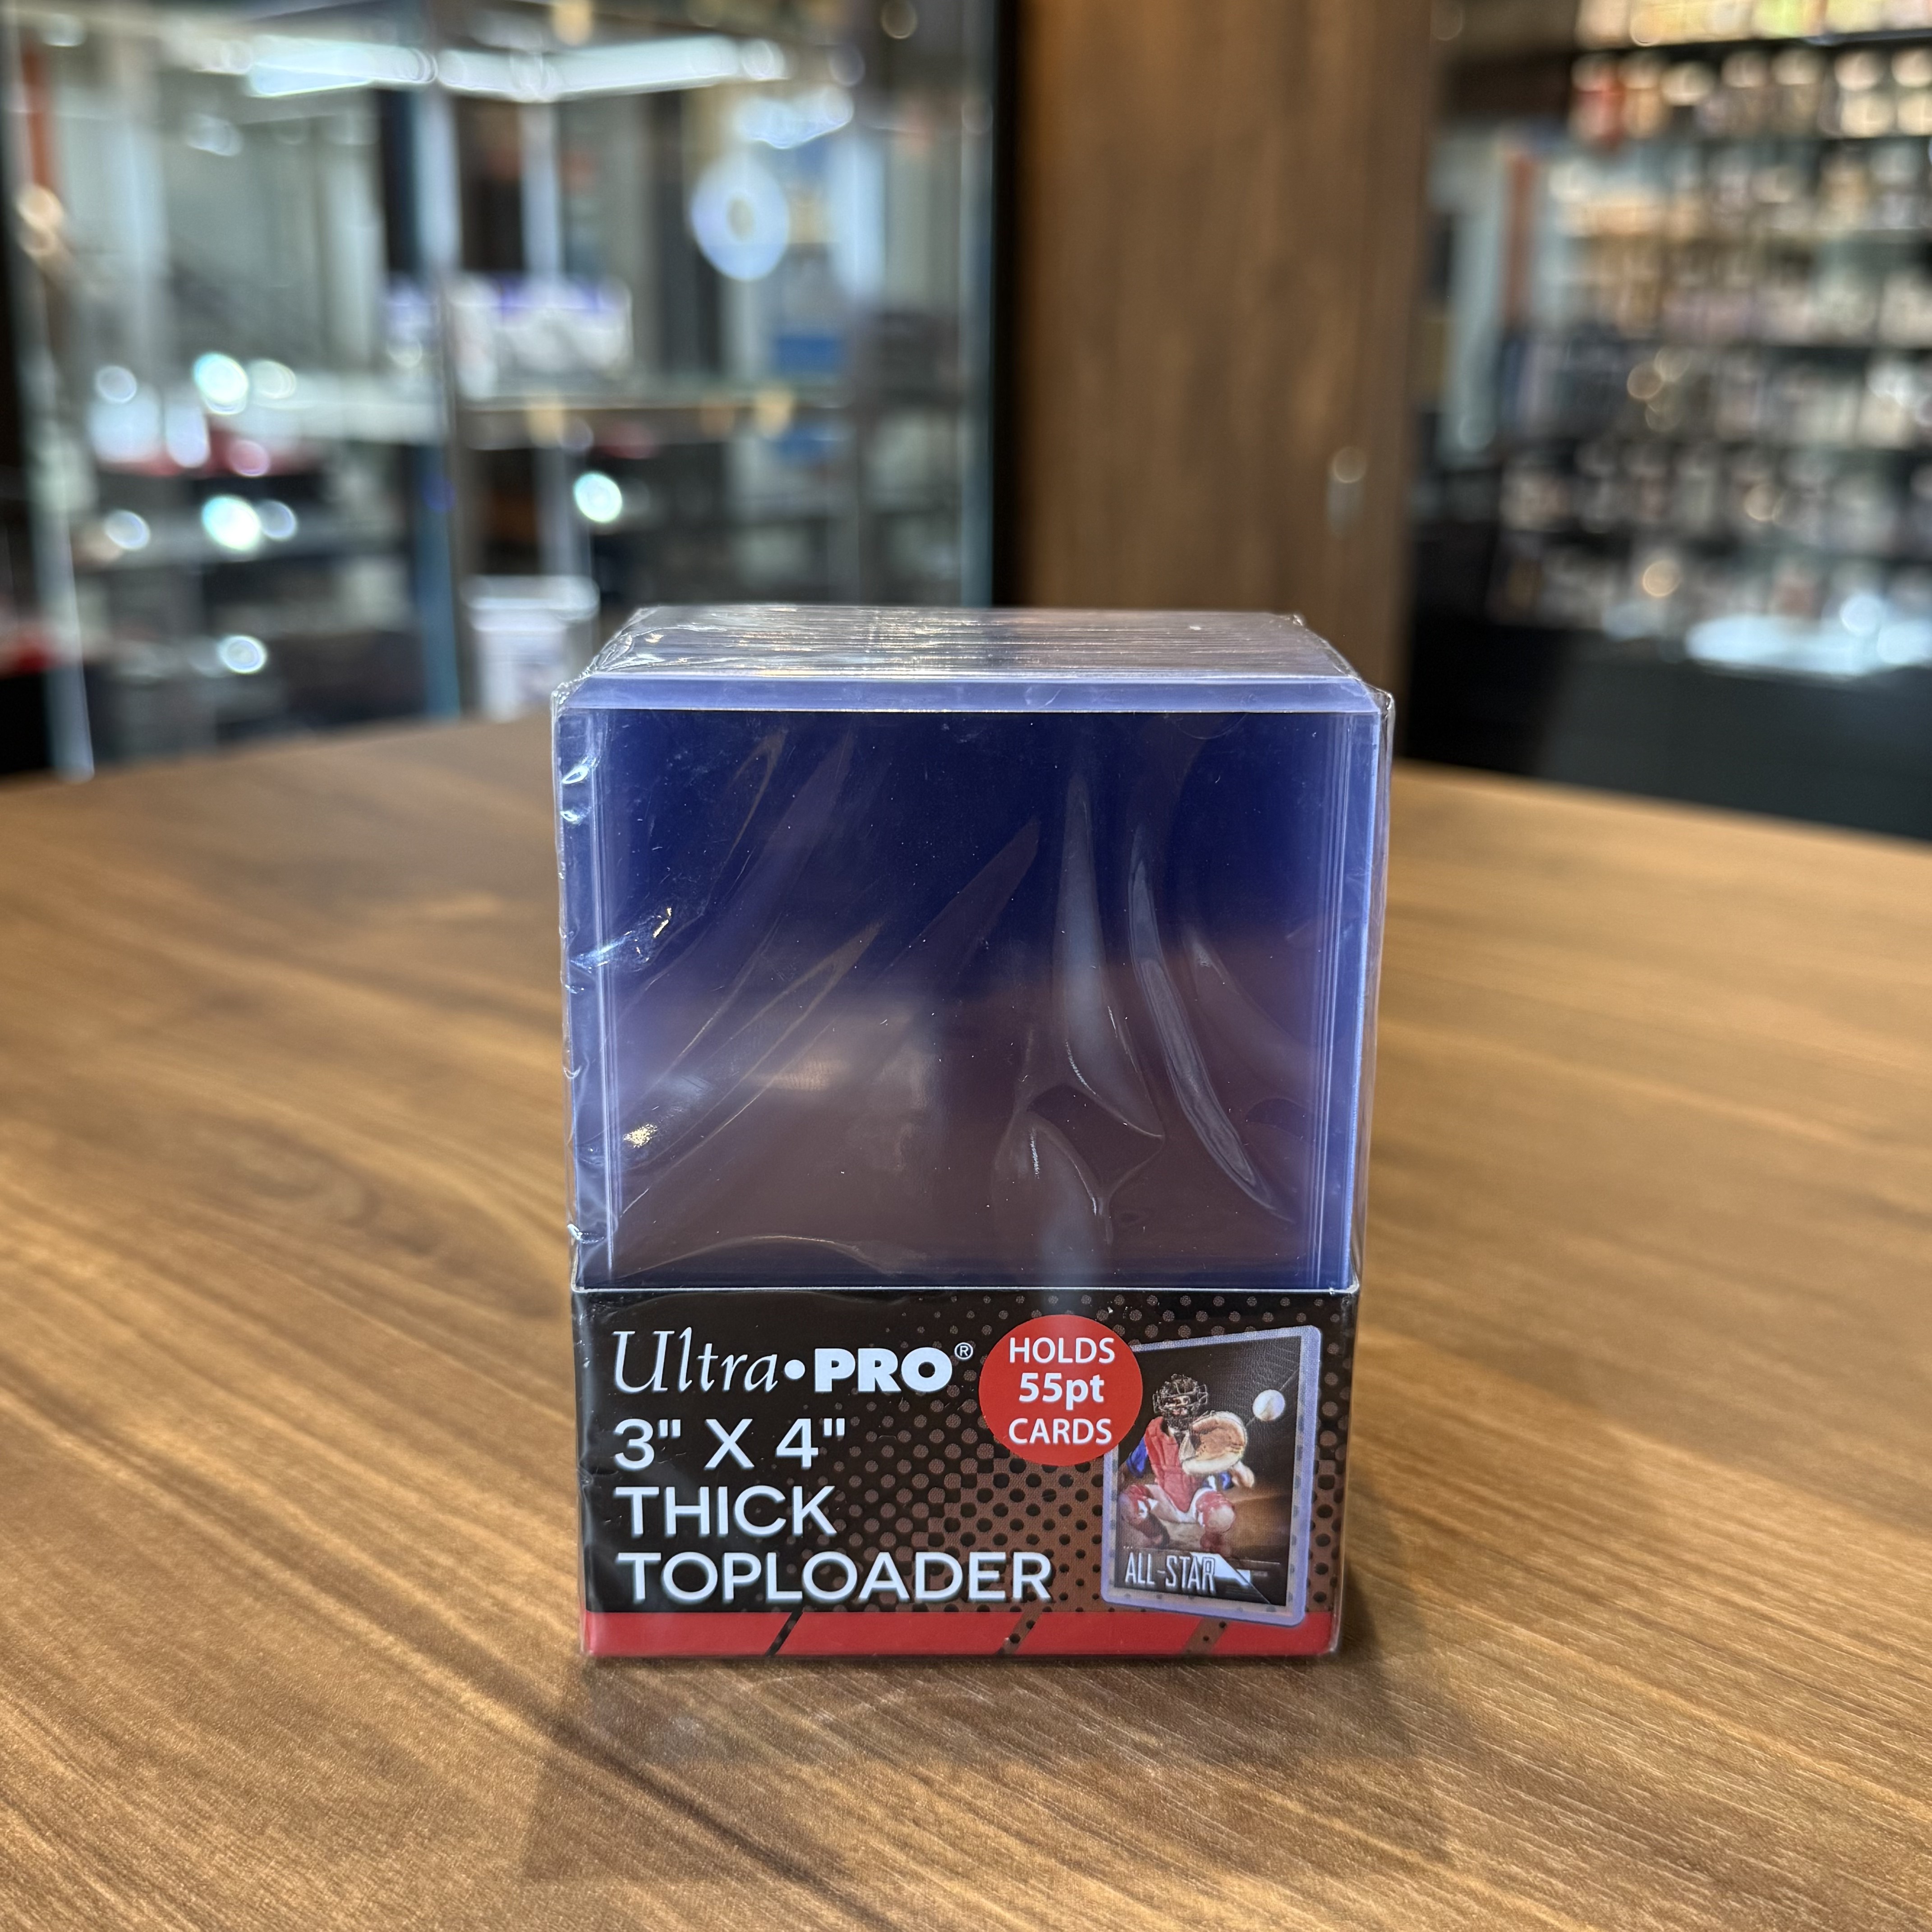 Ultra•PRO®
3" X 4"
THICK
TOPLOADER
HOLDS
55pt
CARDS
ALL-STAR